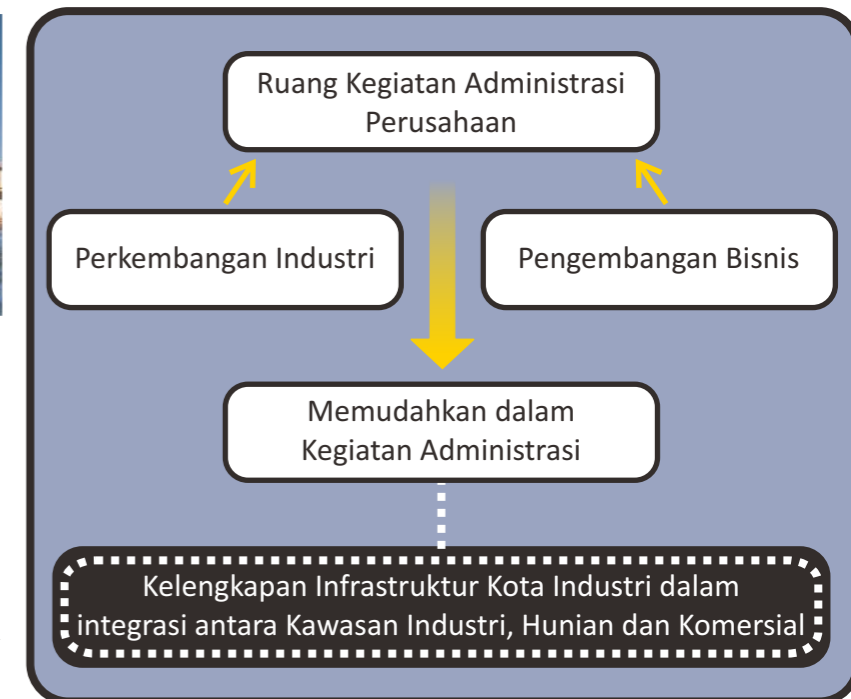 Ruang Kegiatan Administrasi
Perusahaan
Perkembangan Industri
Pengembangan Bisnis
Memudahkan dalam
Kegiatan Administrasi
Kelengkapan Infrastruktur Kota Industri dalam
integrasi antara Kawasan Industri, Hunian dan Komersial